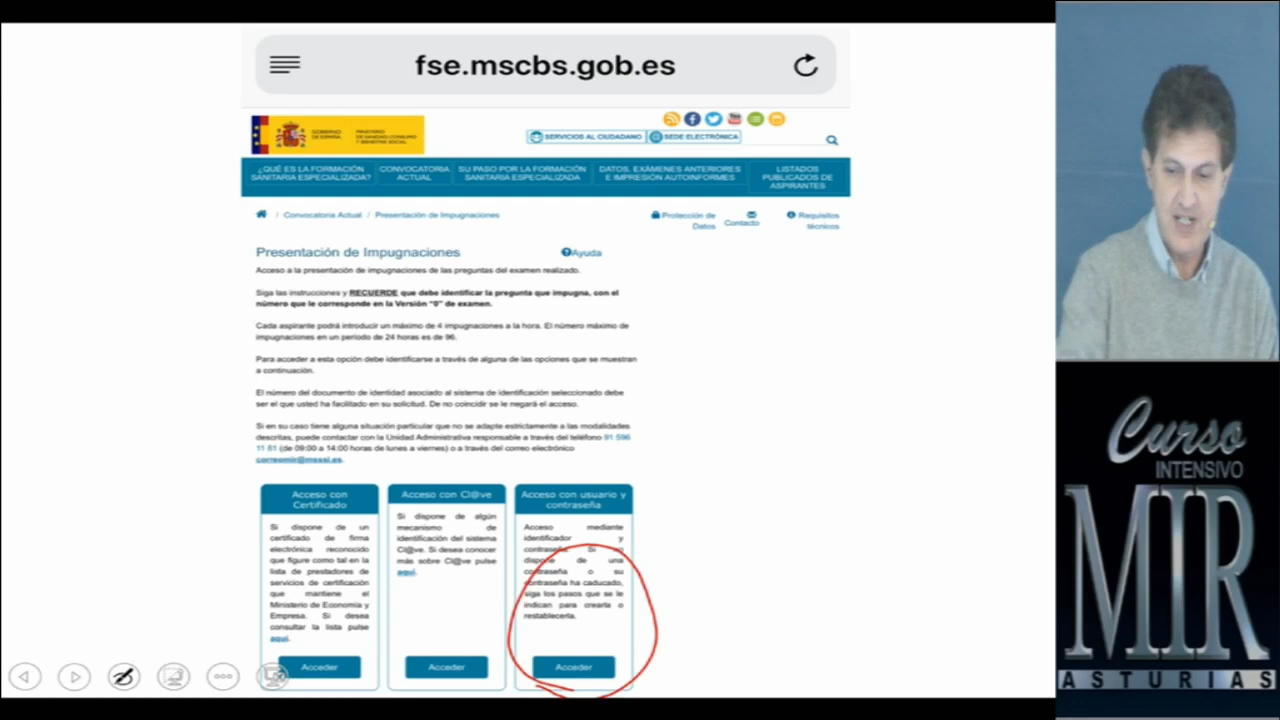 fse.mscbs.gob.es
GOBIERNO
DE ESPAÑA
MINISTERIO
DE SANIDAD, CONSUMO
Y BIENESTAR SOCIAL
SERVICIOS AL CIUDADANO
SEDE ELECTRÓNICA
¿QUÉ ES LA FORMACIÓN
SANITARIA ESPECIALIZADA?
CONVOCATORIA
ACTUAL
SU PASO POR LA FORMACIÓN
SANITARIA ESPECIALIZADA
DATOS, EXÁMENES ANTERIORES
E IMPRESIÓN AUTOINFORMES
LISTADOS
PUBLICADOS DE
ASPIRANTES
/ Convocatoria Actual / Presentación de Impugnaciones
Protección de
Datos
Contacto
Requisitos
técnicos
Presentación de Impugnaciones
Ayuda
Acceso a la presentación de impugnaciones de las preguntas del examen realizado.
Siga las instrucciones y RECUERDE que debe identificar la pregunta que impugna, con el
número que le corresponde en la Versión "0" de examen.
Cada aspirante podrá introducir un máximo de 4 impugnaciones a la hora. El número máximo de
impugnaciones en un periodo de 24 horas es de 96.
Para acceder a esta opción debe identificarse a través de alguna de las opciones que se muestran
a continuación.
El número del documento de identidad asociado al sistema de identificación seleccionado debe
ser el que usted ha facilitado en su solicitud. De no coincidir se le negará el acceso.
Si en su caso tiene alguna situación particular que no se adapte estrictamente a las modalidades
descritas, puede contactar con la Unidad Administrativa responsable a través del teléfono 91 596
11 81 (de 09:00 a 14:00 horas de lunes a viernes) o a través del correo electrónico
correomir@msssi.es.
Acceso con
Certificado
Si dispone de un
certificado de firma
electrónica reconocido
que figure como tal en la
lista de prestadores de
servicios de certificación
que mantiene el
Ministerio de Economía y
Empresa. Si desea
consultar la lista pulse
aquí.
Acceder
Acceso con Cl@ve
Si dispone de algún
mecanismo de
identificación del sistema
Cl@ve. Si desea conocer
más sobre Cl@ve pulse
aquí.
Acceder
Acceso con usuario y
contraseña
Acceso mediante
identificador y
contraseña. Si no
dispone de una
contraseña o su
contraseña ha caducado,
siga los pasos que se le
indican para crearla o
restablecerla.
Acceder
Curso
INTENSIVO
MIR
ASTURIAS